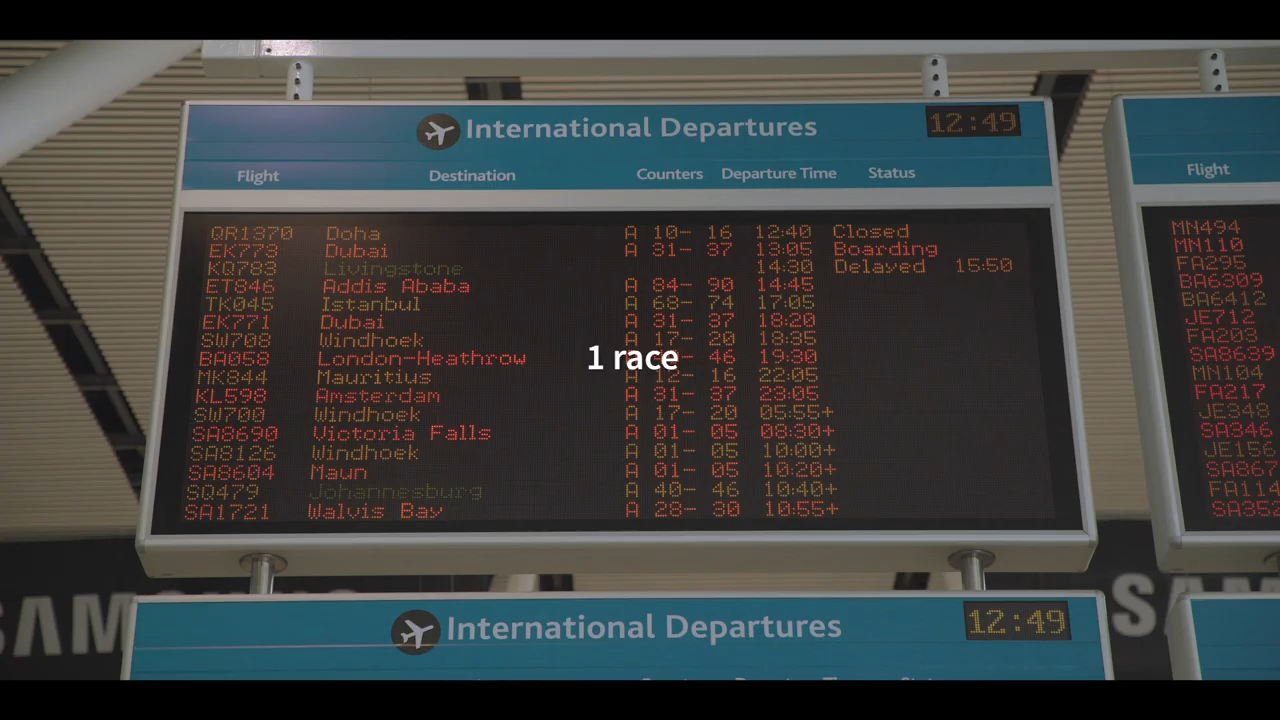 International Departures 12:49
Flight Destination Counters Departure Time Status
QR1370 Doha A 10- 16 12:40 Closed
EK773 Dubai A 31- 37 13:05 Boarding
KQ783 Livingstone 14:30 Delayed 15:50
ET846 Addis Ababa A 84- 90 14:45
TK045 Istanbul A 68- 74 17:05
EK771 Dubai A 31- 37 18:20
SW708 Windhoek A 17- 20 18:35
BA058 London-Heathrow 46 19:30
1 race
MK844 Mauritius A 12- 16 22:05
KL598 Amsterdam A 31- 37 23:05
SW700 Windhoek A 17- 20 05:55+
SA8690 Victoria Falls A 01- 05 08:30+
SA8126 Windhoek A 01- 05 10:00+
SA8604 Maun A 01- 05 10:20+
SQ479 Johannesburg A 40- 46 10:40+
SA1721 Walvis Bay A 28- 30 10:55+
Flight
MN494
MN110
FA295
BA6309
BA6412
JE712
FA203
SA8639
MN104
FA217
JE348
SA346
JE156
SA867
FA114
SA352
International Departures 12:49